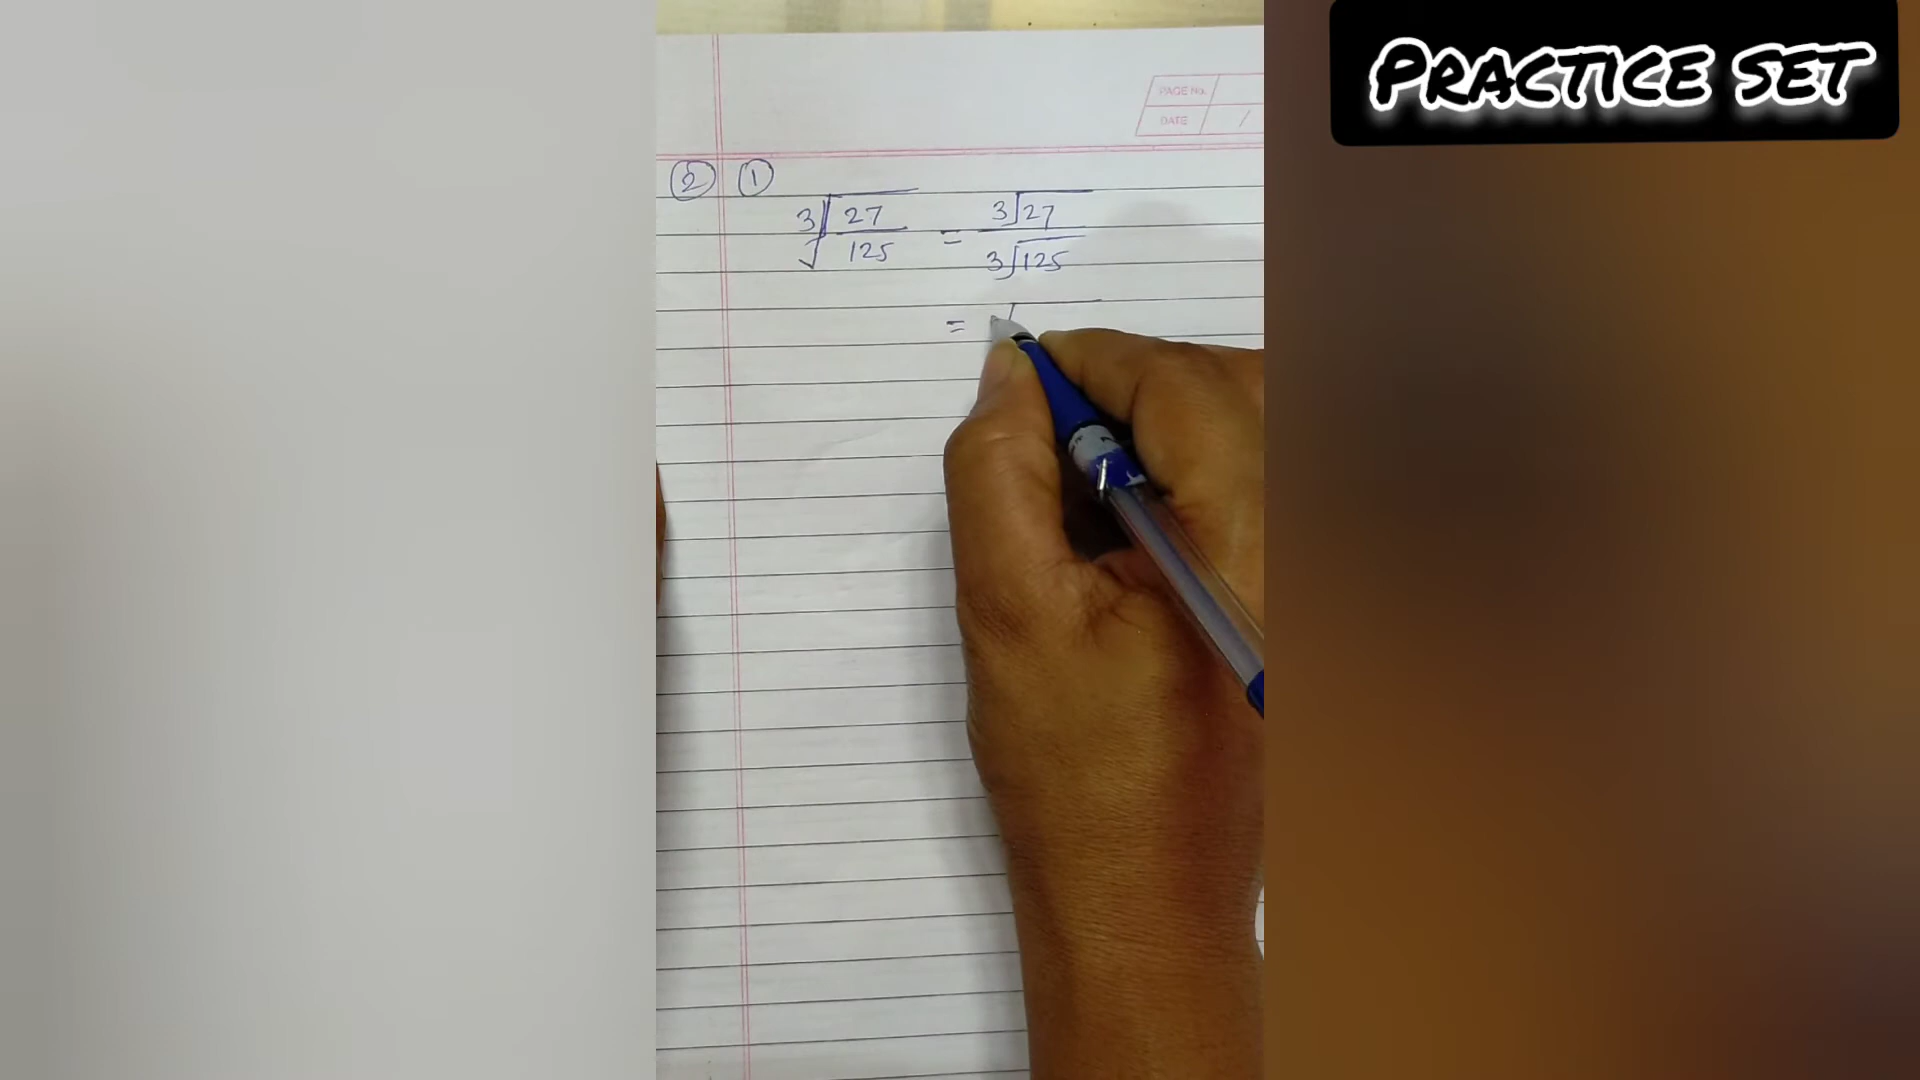 PRACTICE SET
PAGE No.
DATE /
② ①
3√27/125 = 3√27/3√125
= √